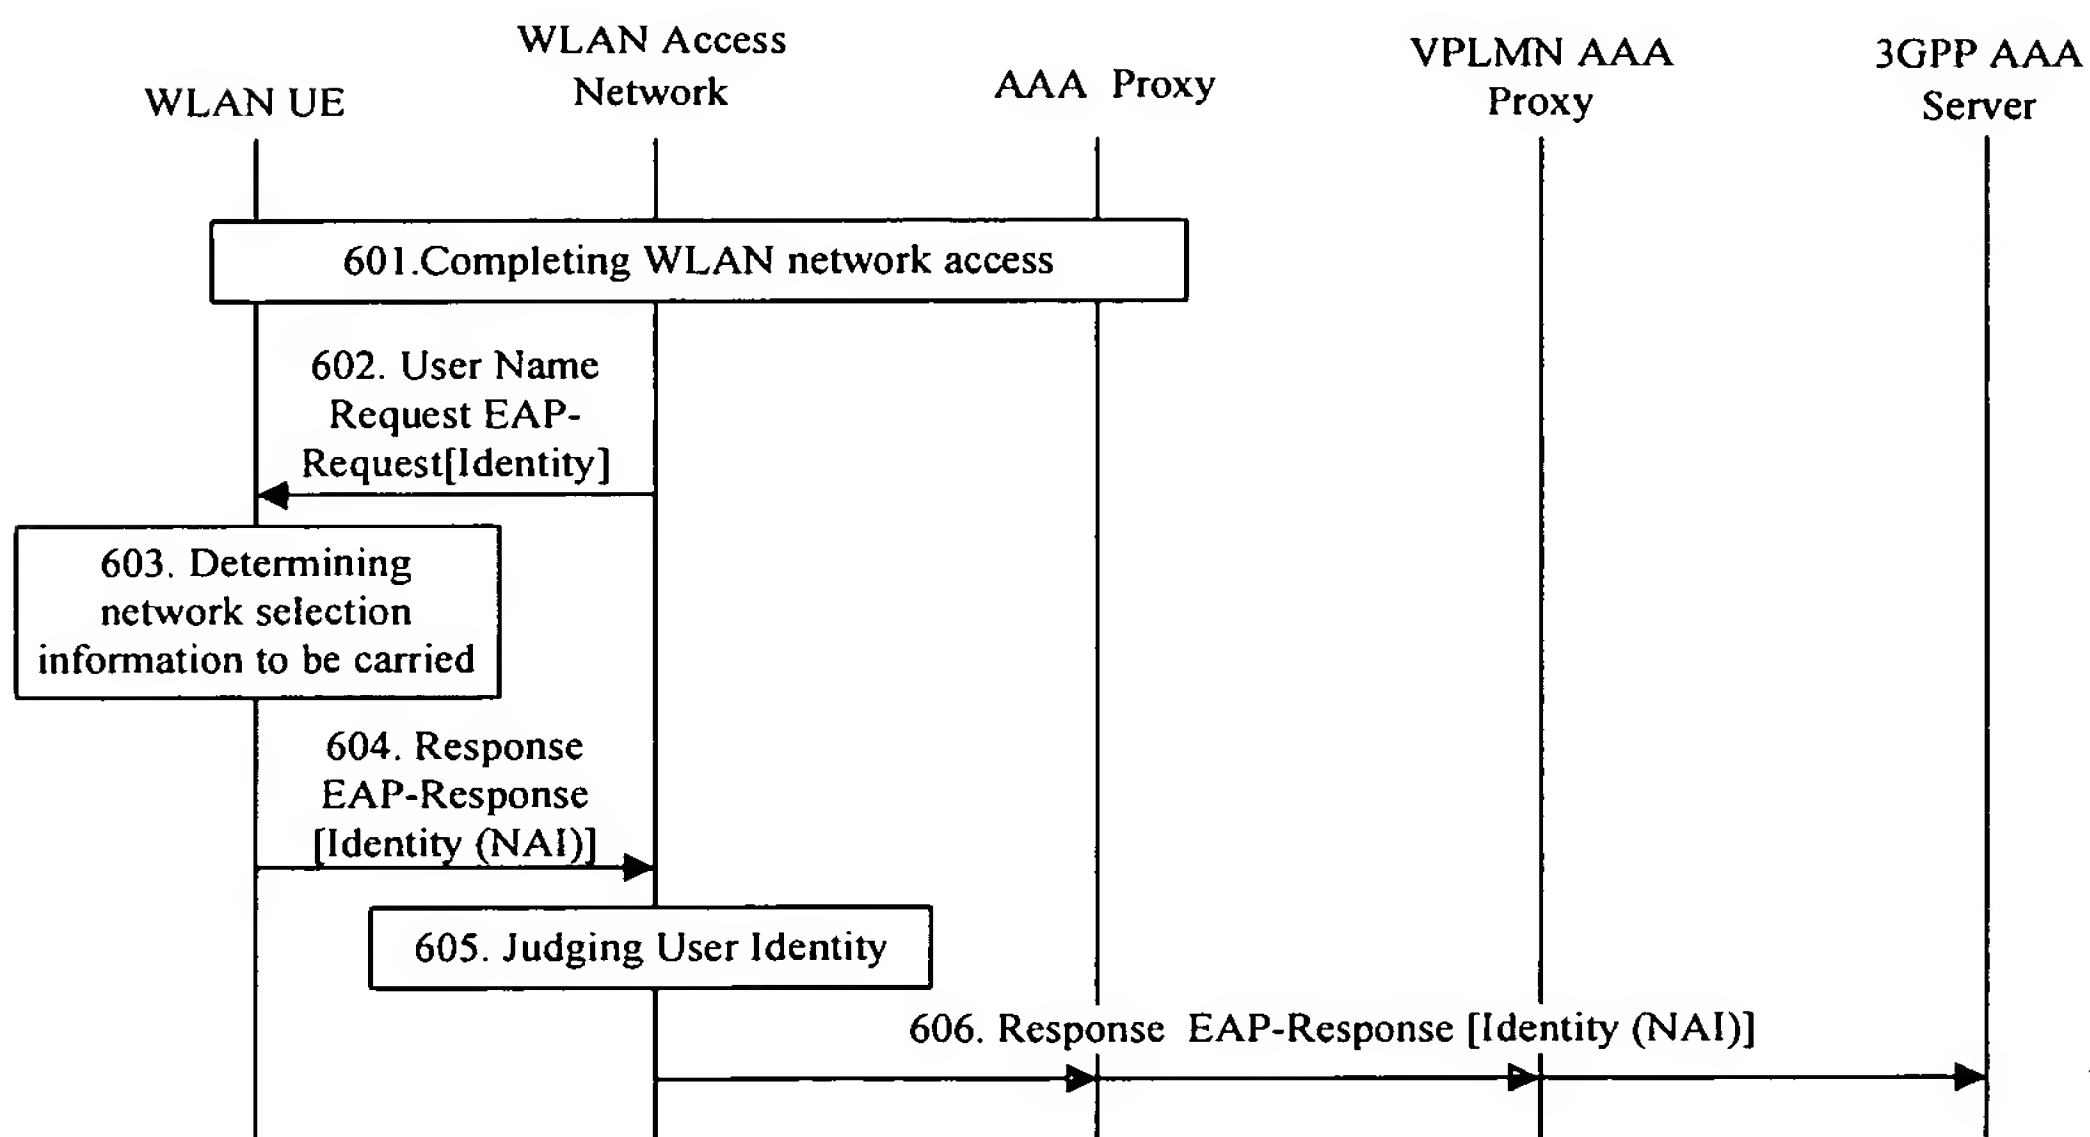 WLAN UE
WLAN Access
Network
AAA Proxy
VPLMN AAA
Proxy
3GPP AAA
Server
601.Completing WLAN network access
602. User Name
Request EAP-
Request[Identity]
603. Determining
network selection
information to be carried
604. Response
EAP-Response
[Identity (NAI)]
605. Judging User Identity
606. Response EAP-Response [Identity (NAI)]